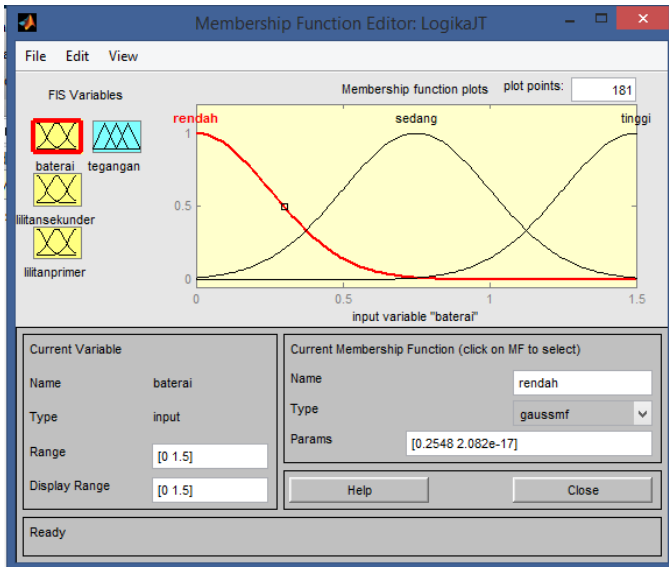 Membership Function Editor: LogikaJT
File Edit View
FIS Variables
baterai tegangan
lilitansekunder
lilitanprimer
Membership function plots plot points: 181
rendah sedang tinggi
1
0.5
0
0 0.5 1 1.5
input variable "baterai"
Current Variable
Name baterai
Type input
Range [0 1.5]
Display Range [0 1.5]
Current Membership Function (click on MF to select)
Name rendah
Type gaussmf
Params [0.2548 2.082e-17]
Help Close
Ready